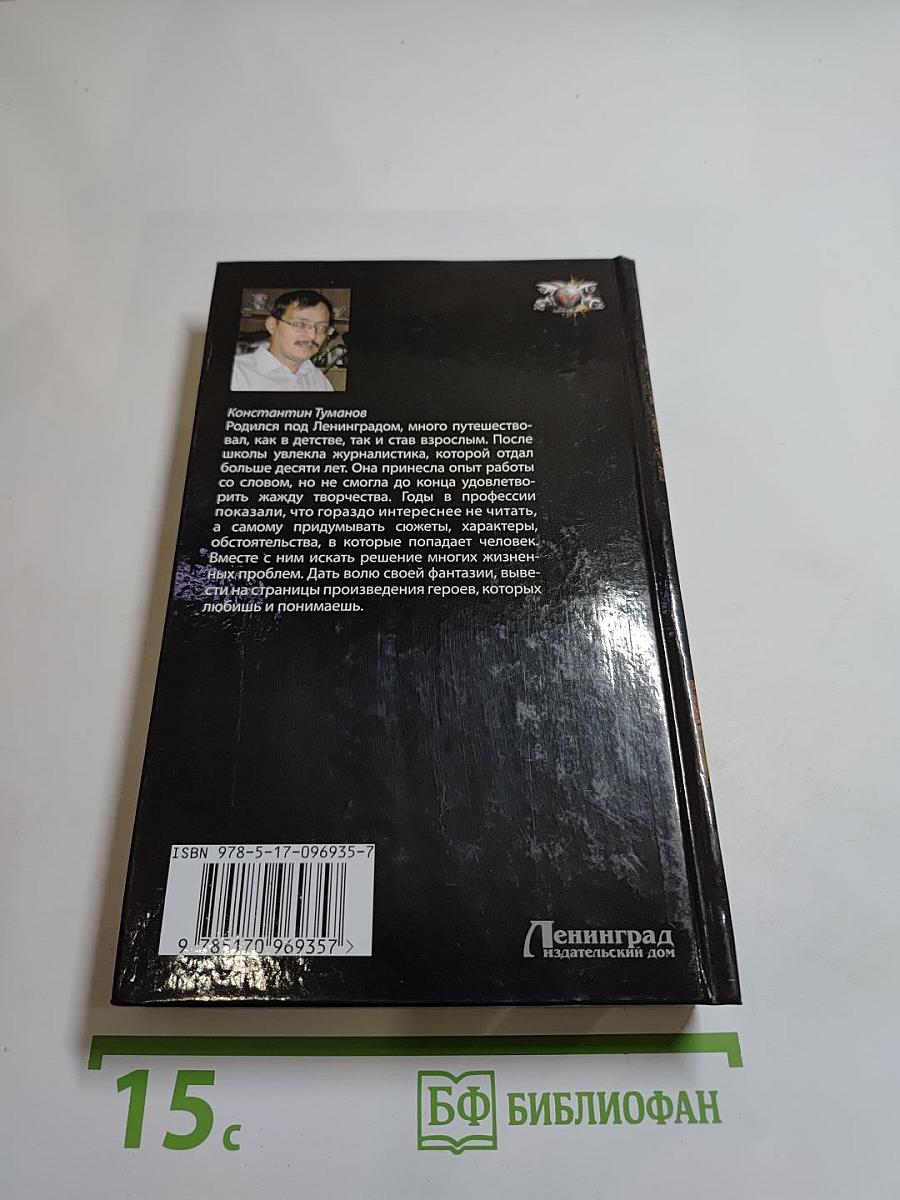 Константин Туманов
Родился под Ленинградом, много путешество-
вал, как в детстве, так и став взрослым. После
школы увлекла журналистика, которой отдал
больше десяти лет. Она принесла опыт работы
со словом, но не смогла до конца удовлетво-
рить жажду творчества. Годы в профессии
показали, что гораздо интереснее не читать,
а самому придумывать сюжеты, характеры,
обстоятельства, в которые попадает человек.
Вместе с ним искать решение многих жизнен-
ных проблем. Дать волю своей фантазии, выве-
сти на страницы произведения героев, которых
любишь и понимаешь.
ISBN 978-5-17-096935-7
9 785170 969357 >
Ленинград
издательский дом
15 с
БФ БИБЛИОФАН